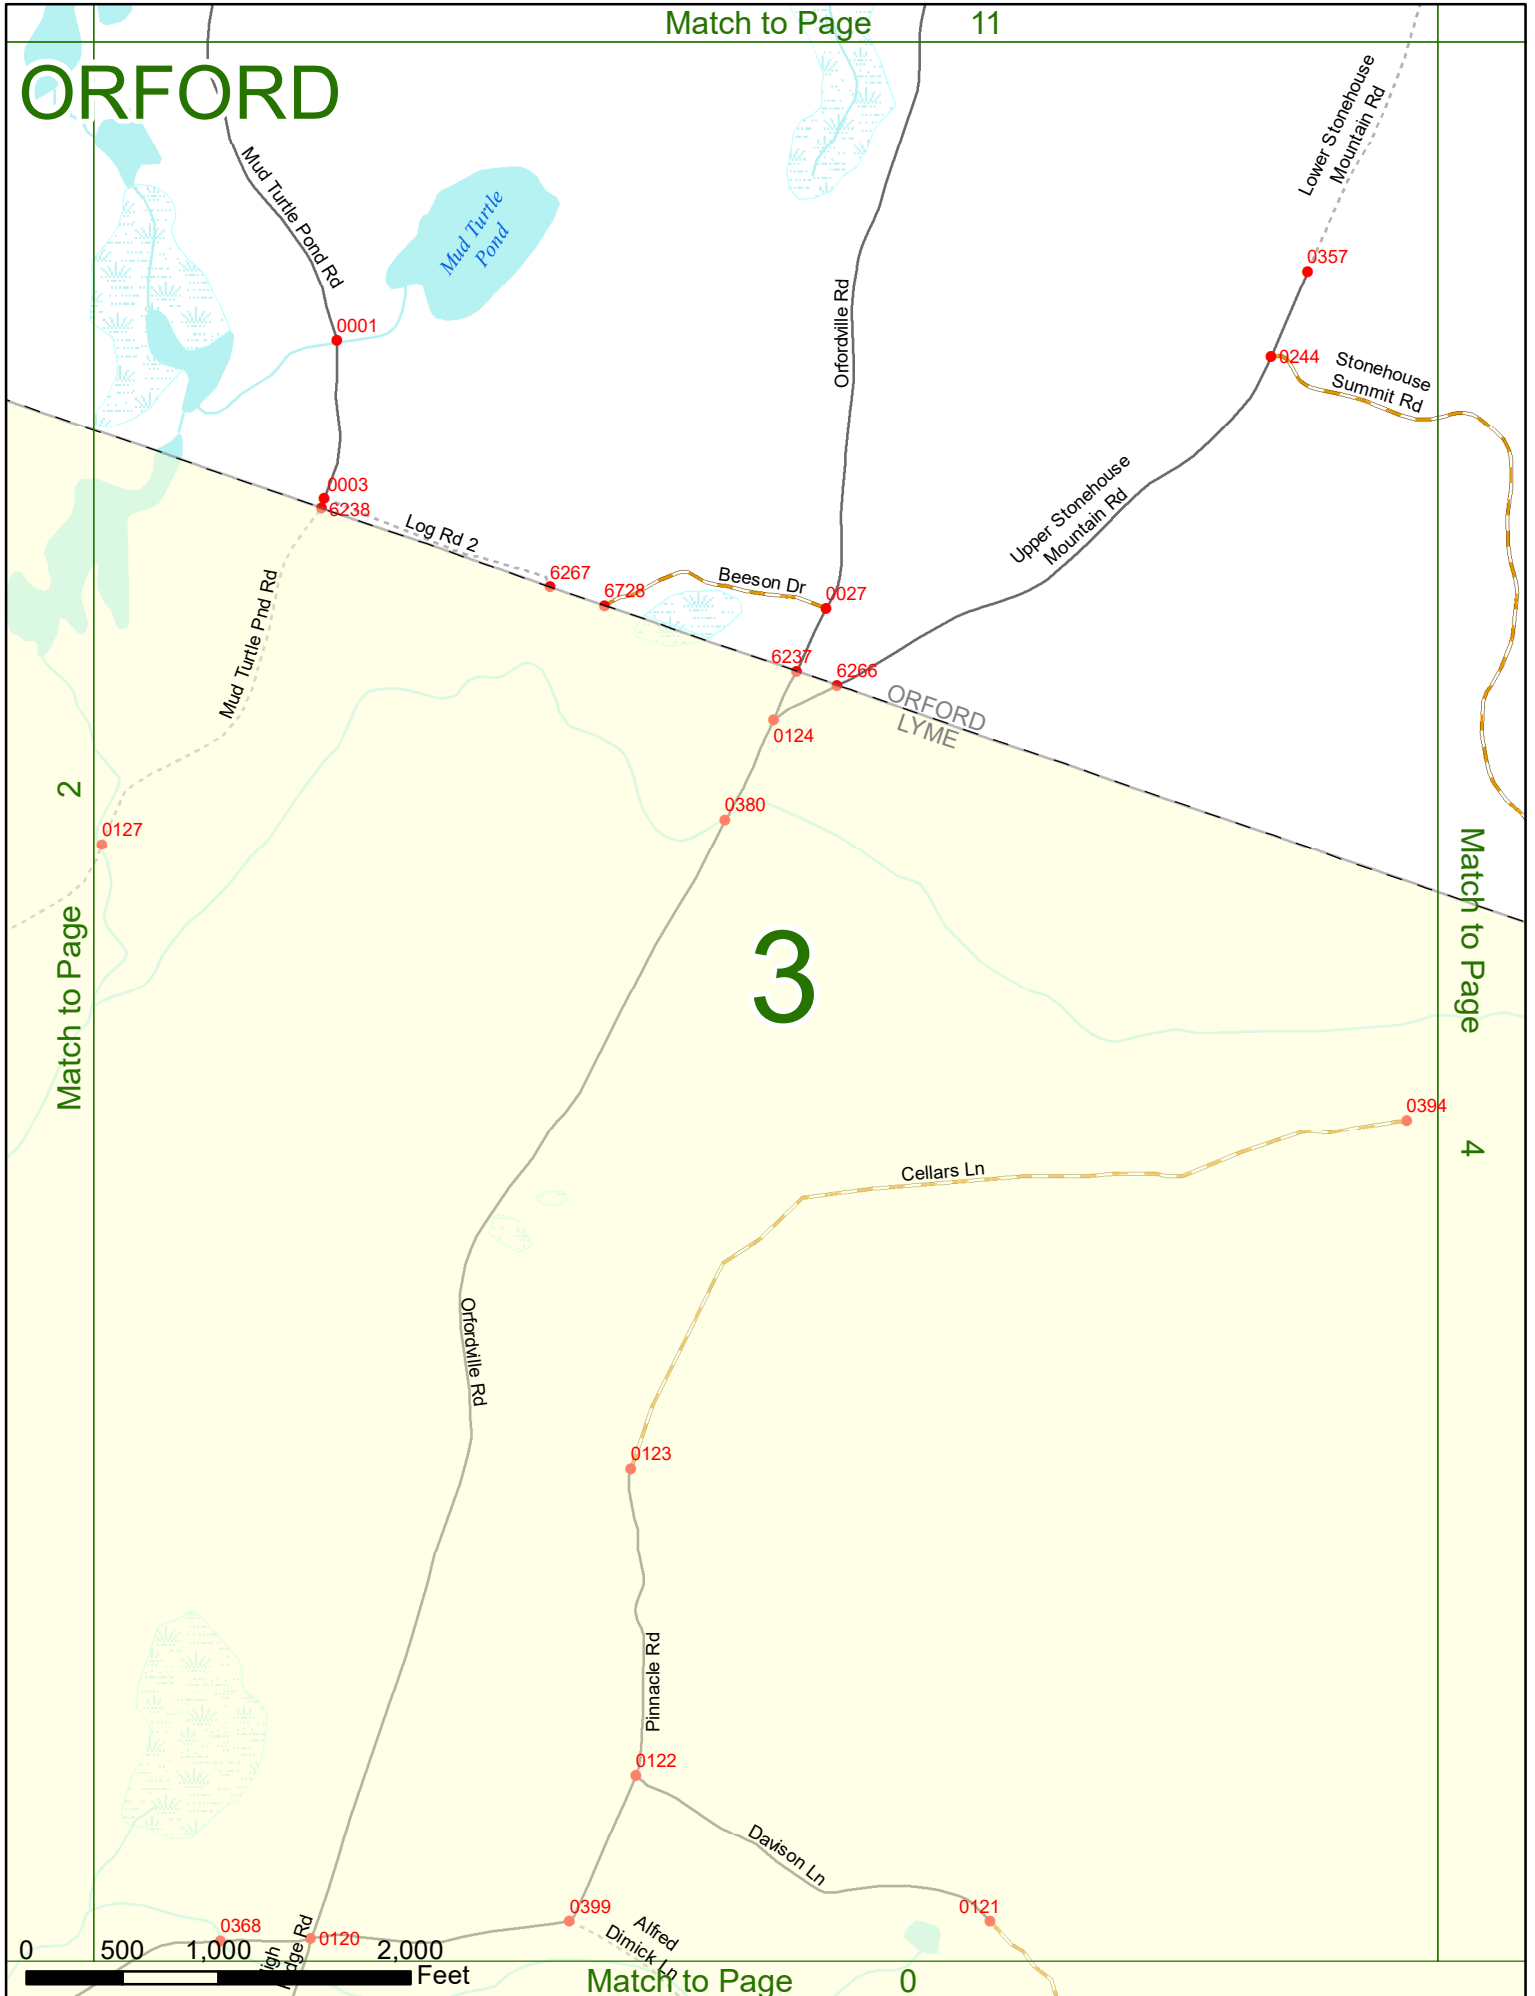 Match to Page 11
ORFORD
Lower Stonehouse
Mountain Rd
Mud Turtle Pond Rd
Mud Turtle
Pond
0357
Orfordville Rd
0001
0244
Stonehouse
Summit Rd
Upper Stonehouse
Mountain Rd
0003
6238
Log Rd 2
6267
6728
Beeson Dr
0027
Mud Turtle Pnd Rd
6237
6266
ORFORD
LYME
0124
0380
2
Match to Page
0127
3
Match to Page
4
0394
Cellars Ln
Orfordville Rd
0123
Pinnacle Rd
0122
Davison Ln
0399
0121
Alfred
Dimick Ln
0368
0120
0 500 1,000 2,000
Feet
Match to Page 0